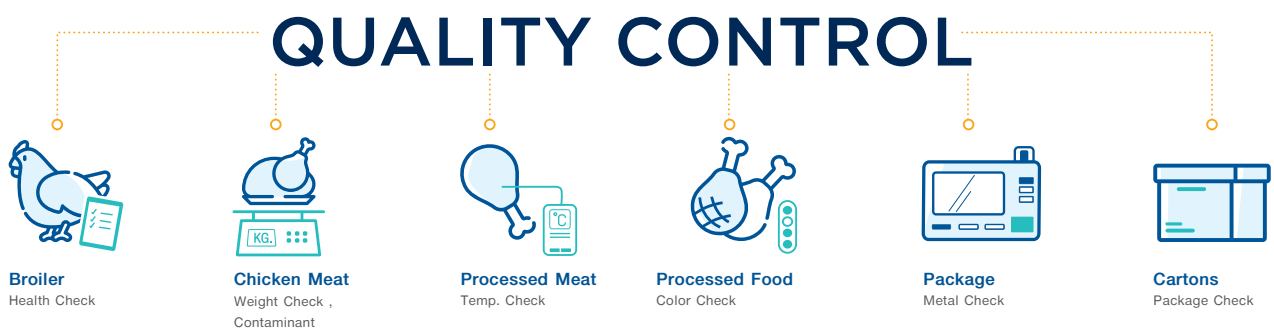 QUALITY CONTROL
KG.
°C
Broiler
Health Check
Chicken Meat
Weight Check ,
Contaminant
Processed Meat
Temp. Check
Processed Food
Color Check
Package
Metal Check
Cartons
Package Check